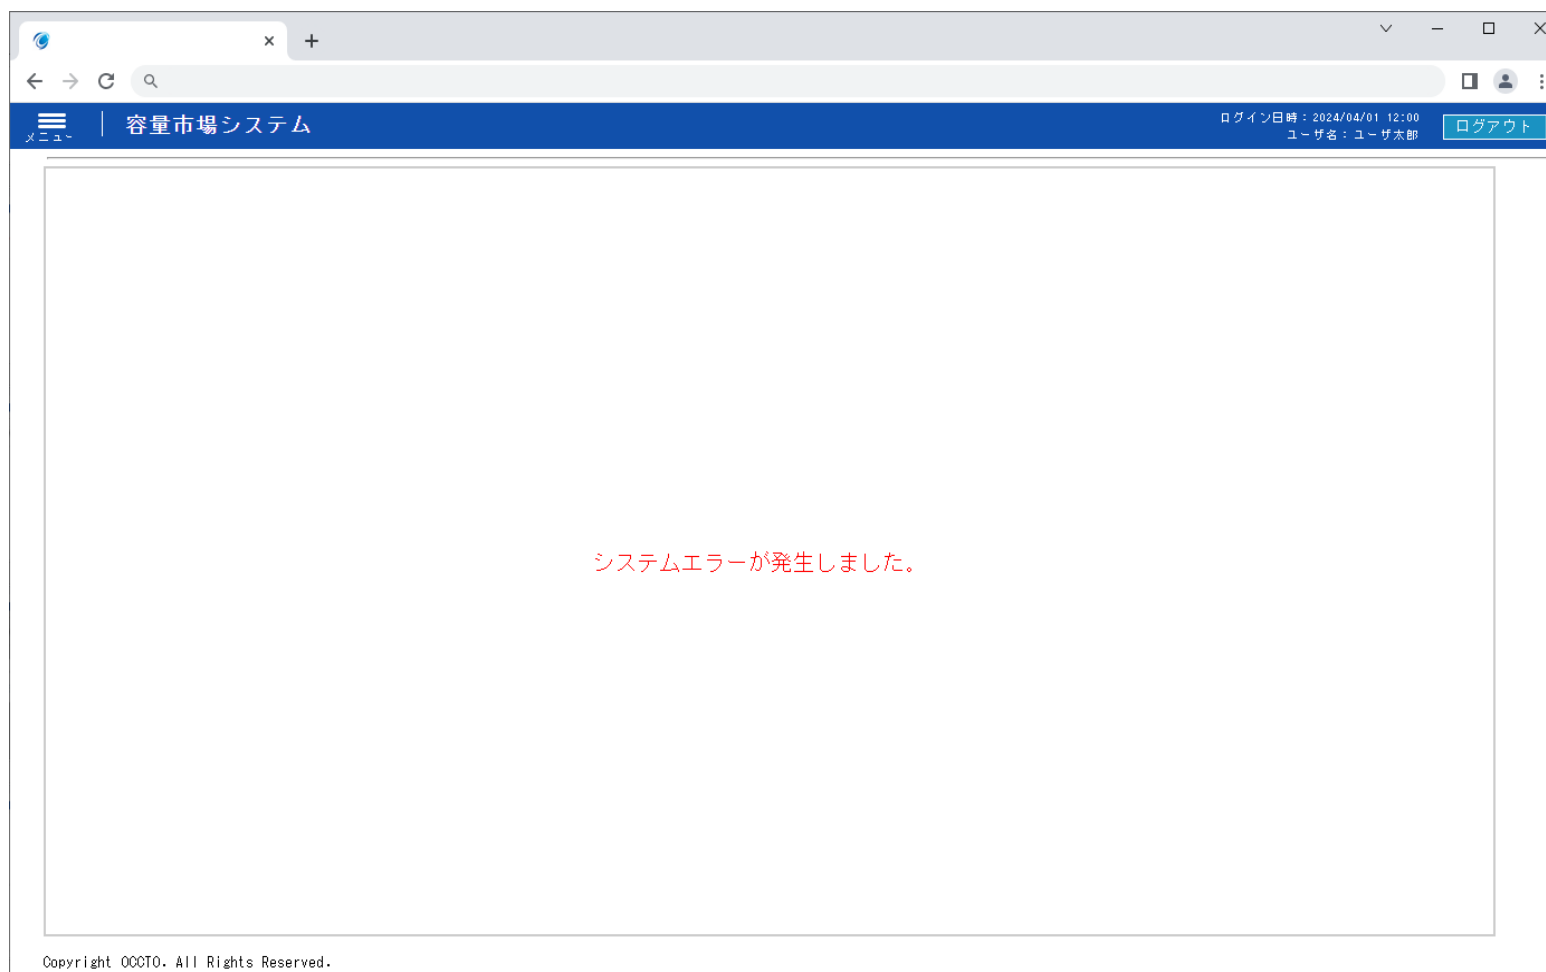 容量市場システム
メニュー
ログイン日時：2024/04/01 12:00
ユーザ名：ユーザ太郎
ログアウト
システムエラーが発生しました。
Copyright OCCTO. All Rights Reserved.